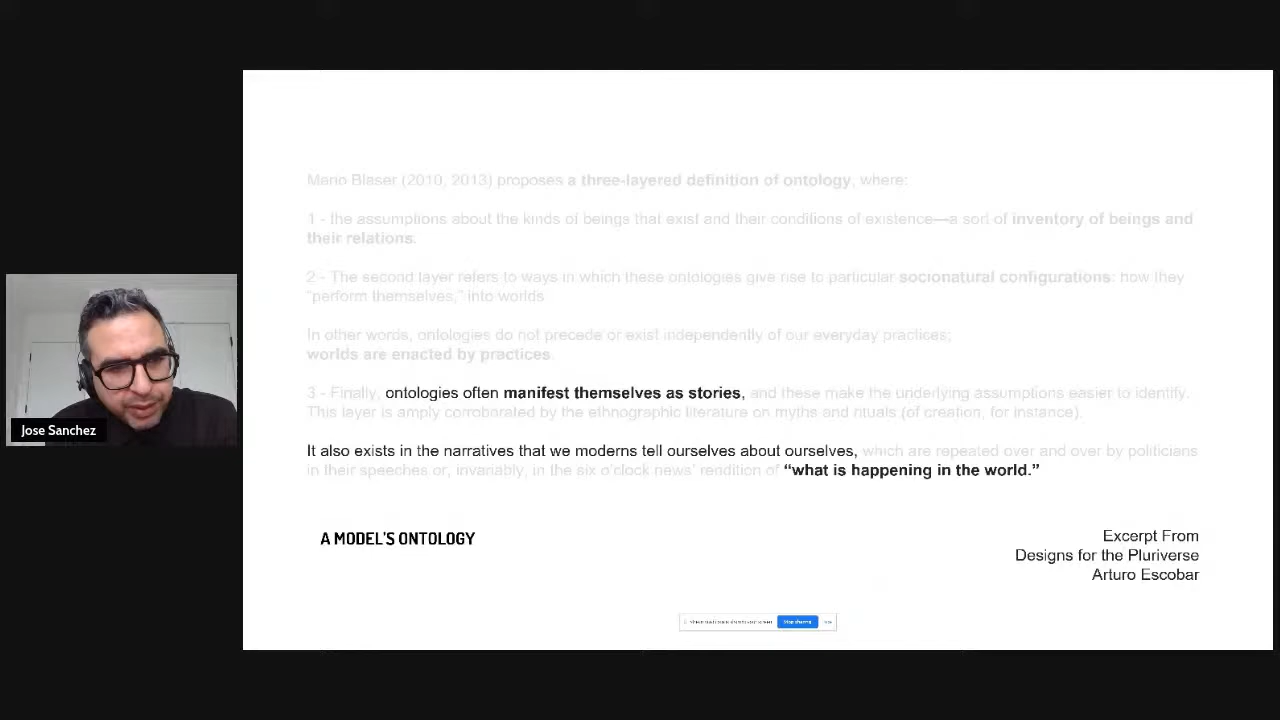 Mario Blaser (2010, 2013) proposes a three-layered definition of ontology, where:
1 - the assumptions about the kinds of beings that exist and their conditions of existence—a sort of inventory of beings and
their relations.
2 - The second layer refers to ways in which these ontologies give rise to particular socionatural configurations: how they
“perform themselves,” into worlds
In other words, ontologies do not precede or exist independently of our everyday practices;
worlds are enacted by practices.
3 - Finally, ontologies often manifest themselves as stories, and these make the underlying assumptions easier to identify.
This layer is amply corroborated by the ethnographic literature on myths and rituals (of creation, for instance).
It also exists in the narratives that we moderns tell ourselves about ourselves, which are repeated over and over by politicians
in their speeches or, invariably, in the six o’clock news’ rendition of “what is happening in the world.”
Jose Sanchez
A MODEL'S ONTOLOGY
Excerpt From
Designs for the Pluriverse
Arturo Escobar
Stop sharing